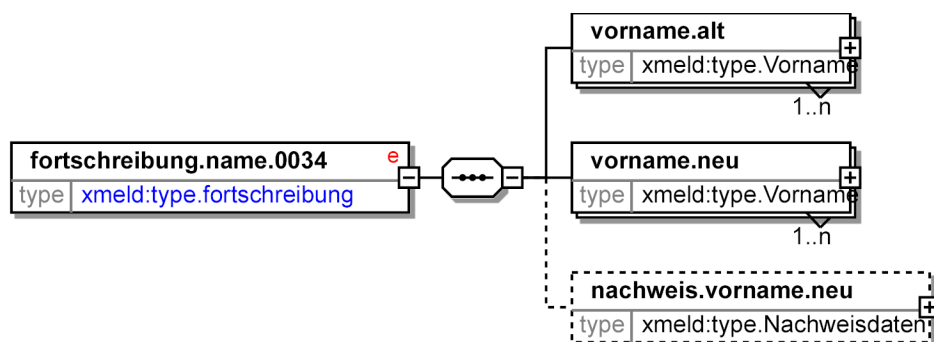 vorname.alt
type xmeld:type.Vorname
1..n
fortschreibung.name.0034 e
type xmeld:type.fortschreibung
vorname.neu
type xmeld:type.Vorname
1..n
nachweis.vorname.neu
type xmeld:type.Nachweisdaten